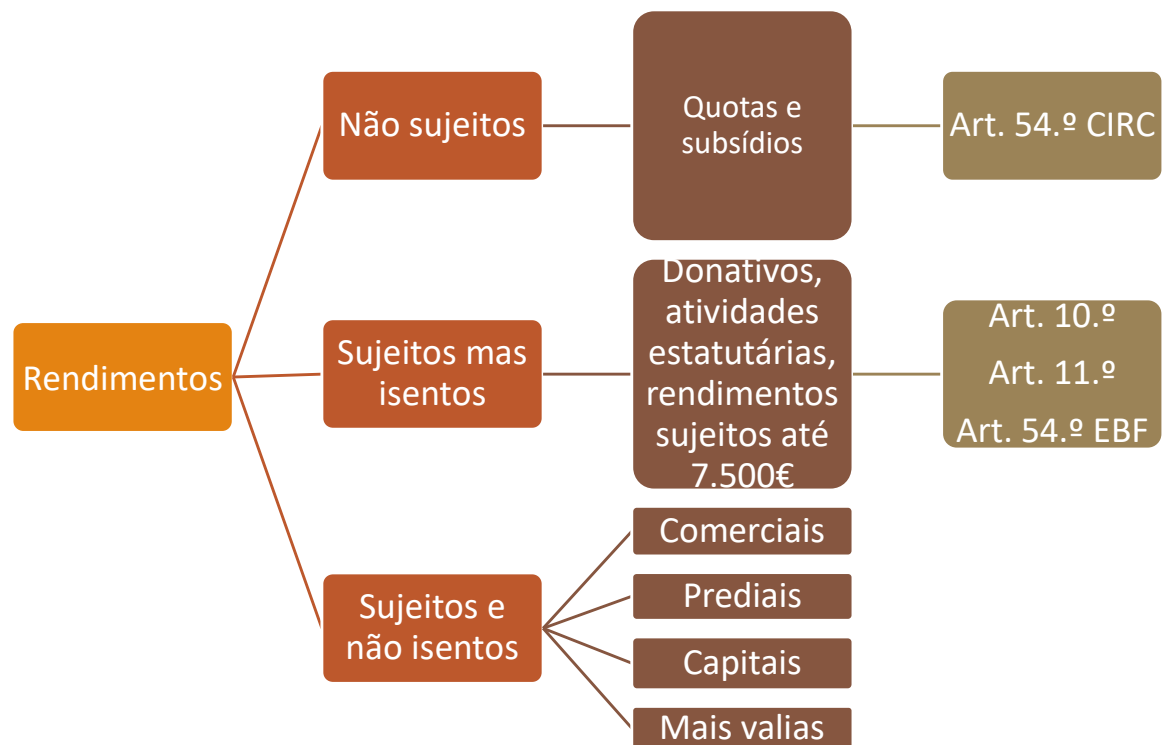 Rendimentos
Não sujeitos
Quotas e
subsídios
Art. 54.º CIRC
Sujeitos mas
isentos
Donativos,
atividades
estatutárias,
rendimentos
sujeitos até
7.500€
Art. 10.º
Art. 11.º
Art. 54.º EBF
Sujeitos e
não isentos
Comerciais
Prediais
Capitais
Mais valias